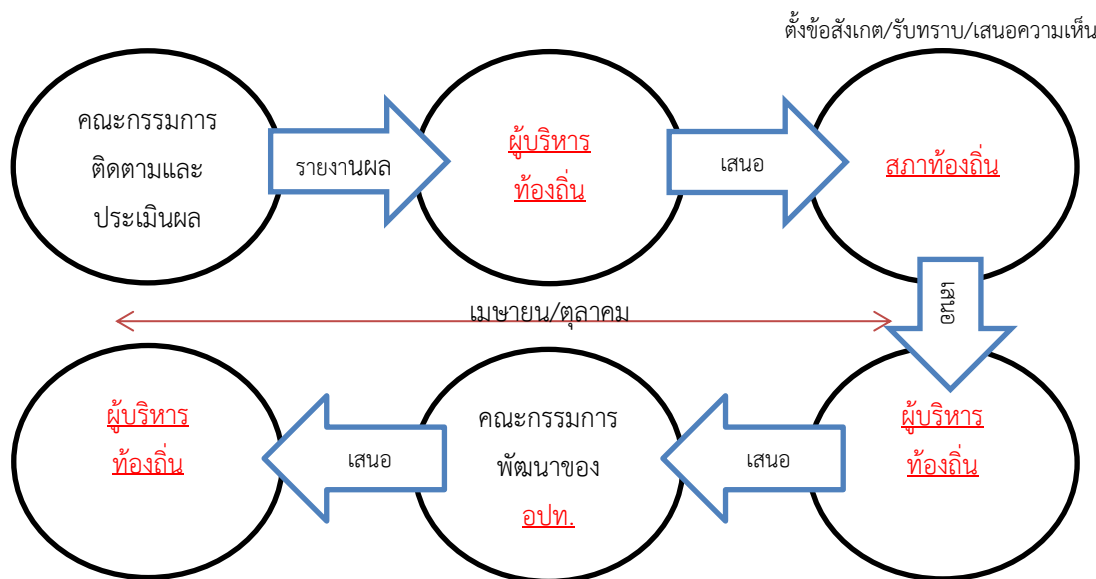 ตั้งข้อสังเกต/รับทราบ/เสนอความเห็น
คณะกรรมการ
ติดตามและ
ประเมินผล
รายงานผล
ผู้บริหาร
ท้องถิ่น
เสนอ
สภาท้องถิ่น
เสนอ
เมษายน/ตุลาคม
ผู้บริหาร
ท้องถิ่น
เสนอ
คณะกรรมการ
พัฒนาของ
อปท.
เสนอ
ผู้บริหาร
ท้องถิ่น